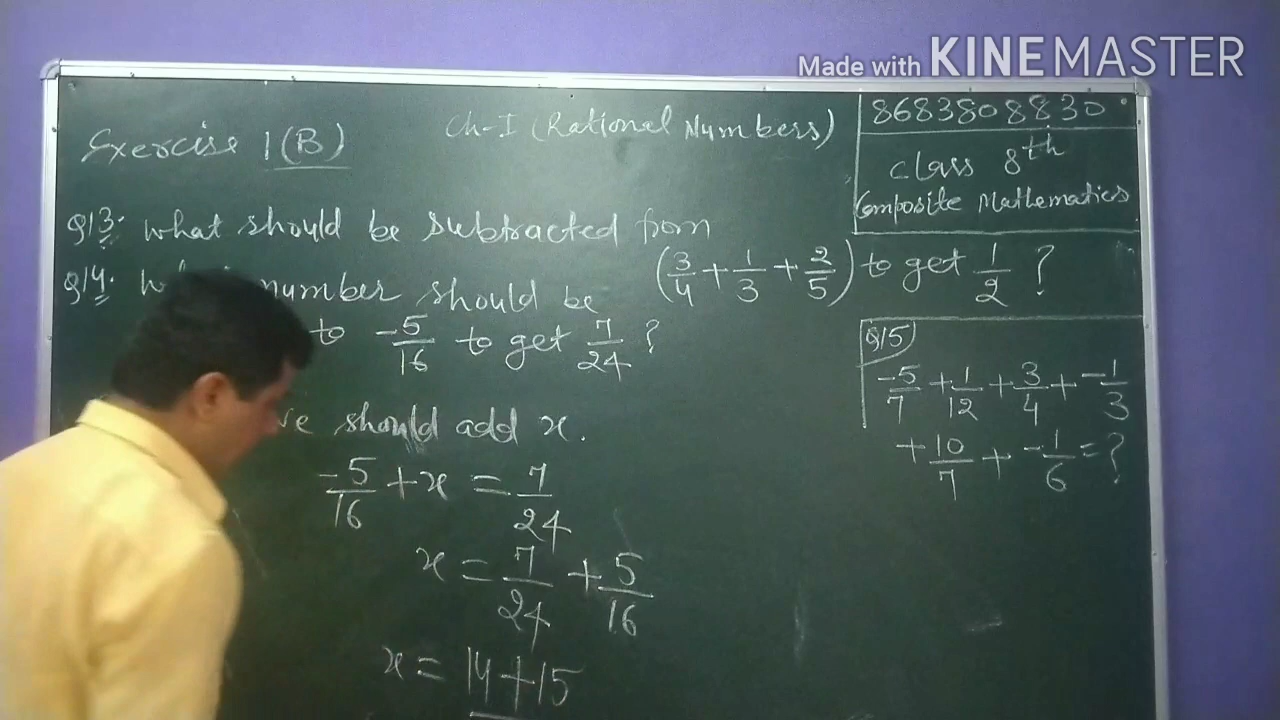 Made with KINEMASTER
Exercise 1(B)
Ch-I (Rational Numbers)
8683808830
class 8th
Composite Mathematics
Q13. what should be subtracted from
(3/4 + 1/3 + 2/5) to get 1/2 ?
Q14. number should be
to -5/16 to get 7/24 ?
should add x.
-5/16 + x = 7/24
x = 7/24 + 5/16
x = 14+15
Q15
-5/7 + 1/12 + 3/4 + -1/3
+ 10/7 + -1/6 = ?